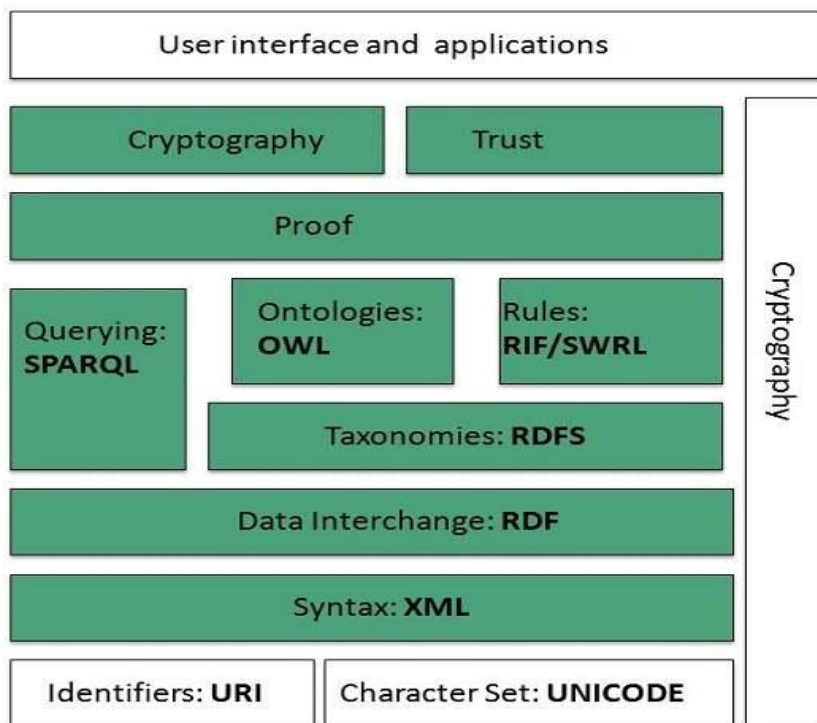 User interface and applications
Cryptography
Trust
Proof
Querying:
SPARQL
Ontologies:
OWL
Rules:
RIF/SWRL
Taxonomies: RDFS
Data Interchange: RDF
Syntax: XML
Identifiers: URI
Character Set: UNICODE
Cryptography